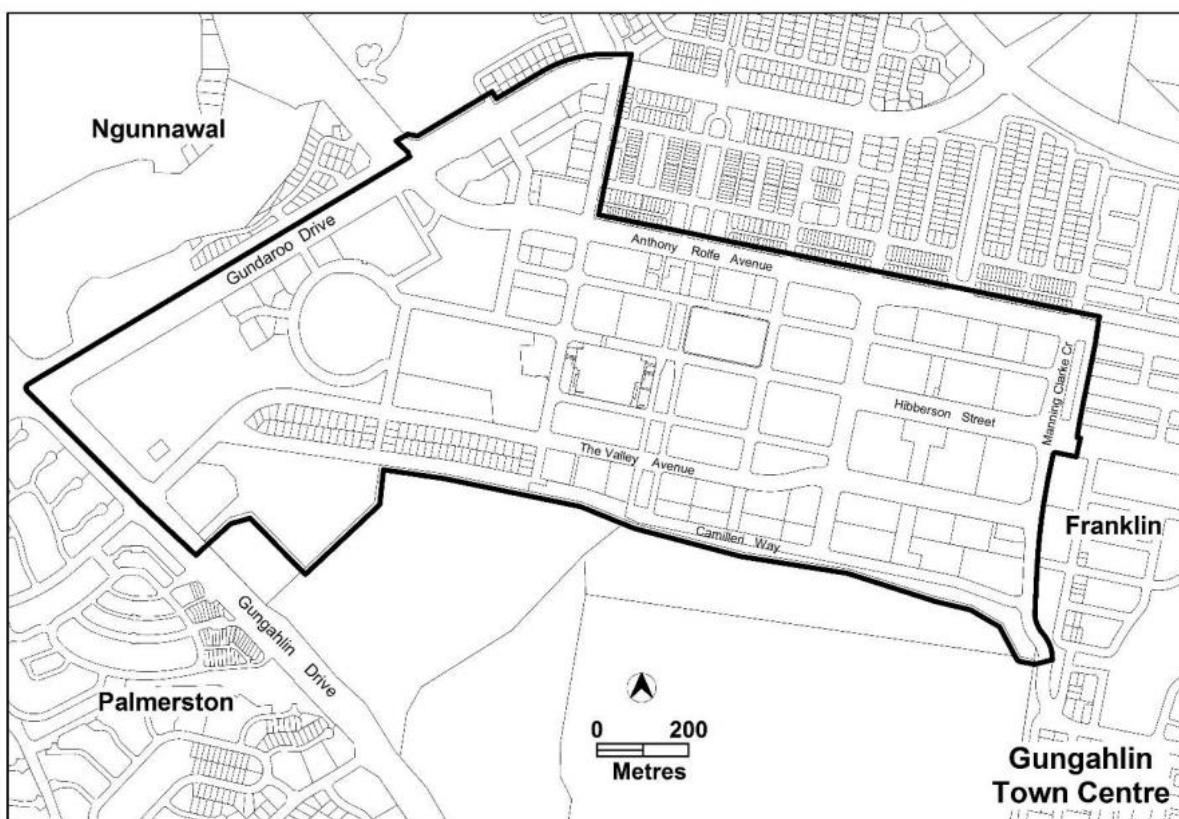 Ngunnawal
Gundaroo Drive
Anthony Rolfe Avenue
Manning Clarke Cr
Hibberson Street
The Valley Avenue
Camillen Way
Franklin
Gungahlin Drive
Palmerston
0 200
Metres
Gungahlin
Town Centre